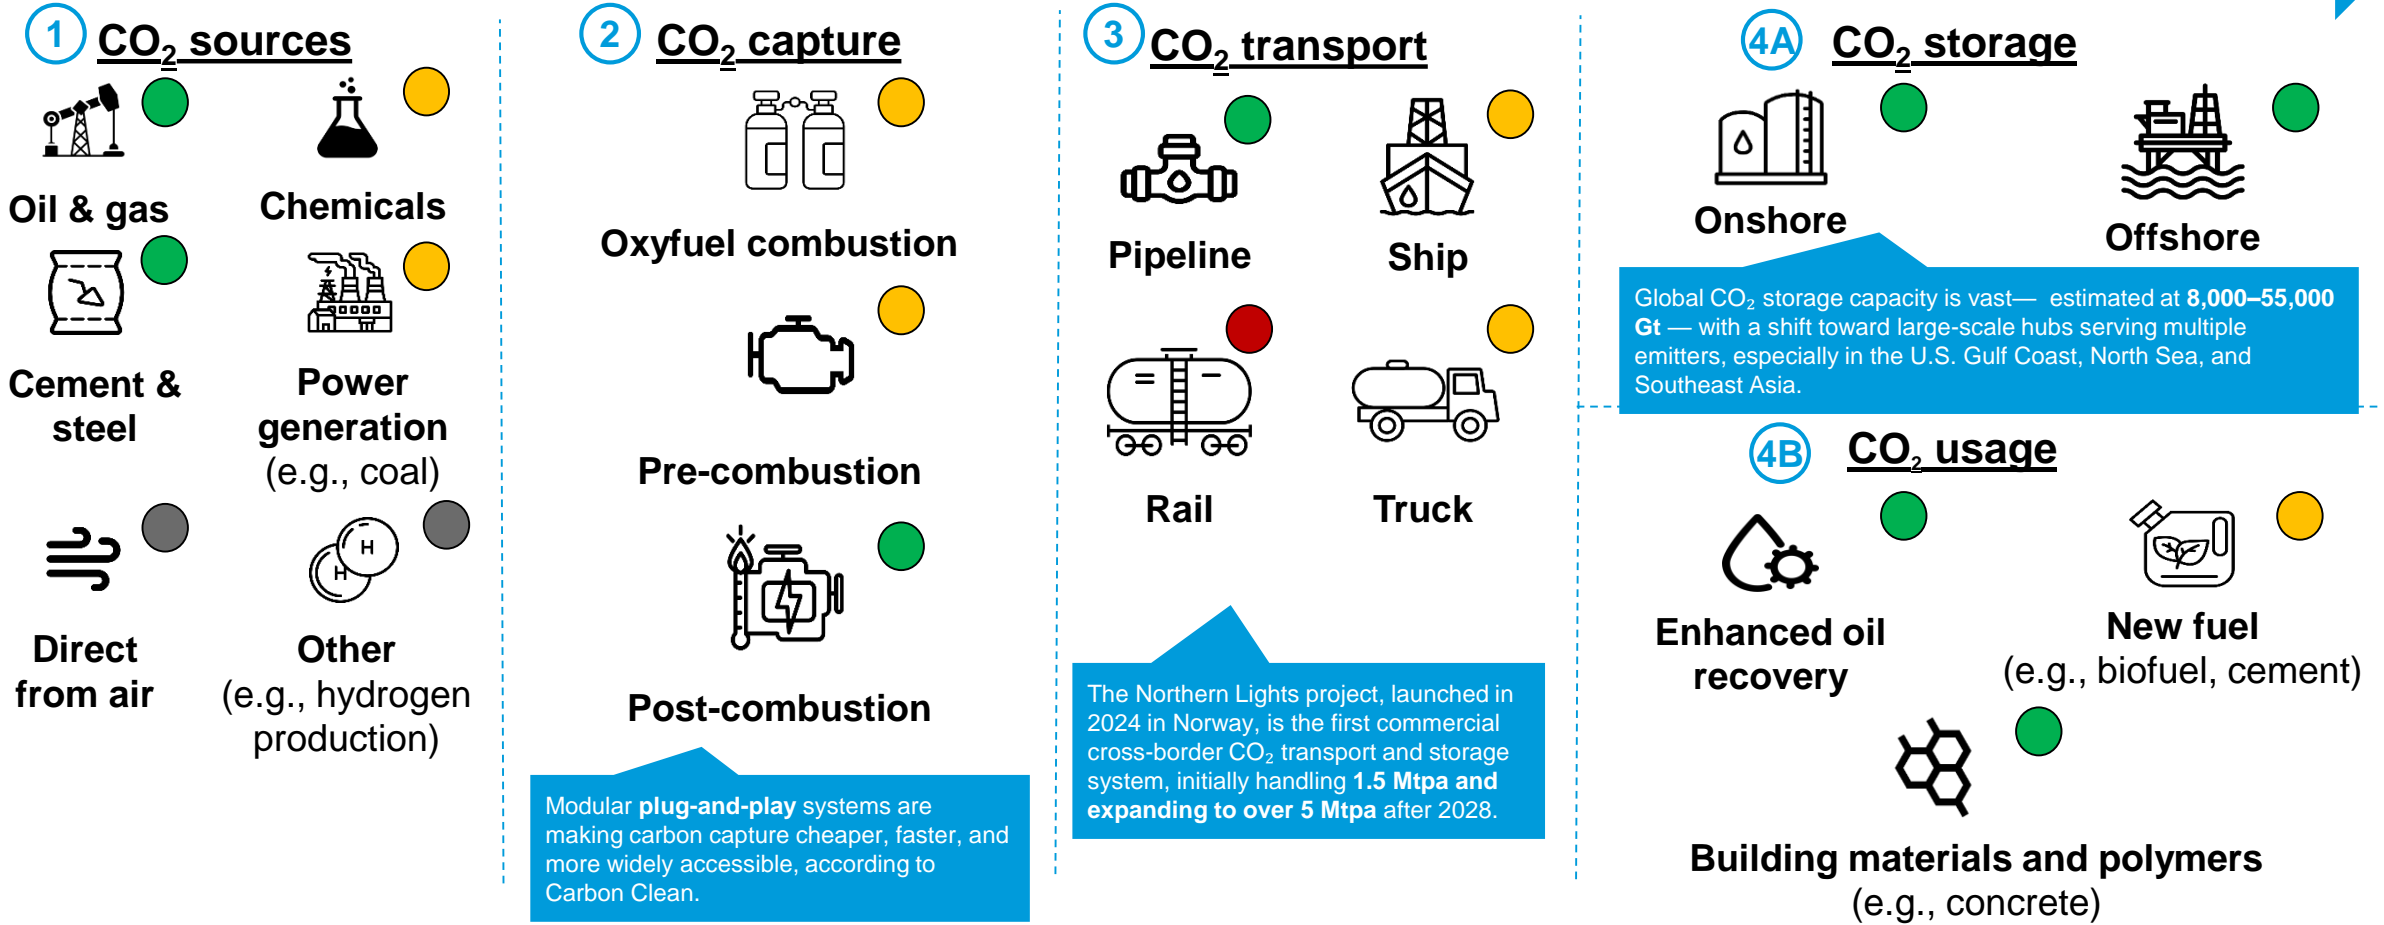 1 CO₂ sources
Oil & gas
Chemicals
Cement &
steel
Power
generation
(e.g., coal)
Direct
from air
H
H
Other
(e.g., hydrogen
production)
2 CO₂ capture
Oxyfuel combustion
Pre-combustion
Post-combustion
Modular plug-and-play systems are
making carbon capture cheaper, faster, and
more widely accessible, according to
Carbon Clean.
3 CO₂ transport
Pipeline
Ship
Rail
Truck
The Northern Lights project, launched in
2024 in Norway, is the first commercial
cross-border CO₂ transport and storage
system, initially handling 1.5 Mtpa and
expanding to over 5 Mtpa after 2028.
4A CO₂ storage
Onshore
Offshore
Global CO₂ storage capacity is vast— estimated at 8,000–55,000
Gt — with a shift toward large-scale hubs serving multiple
emitters, especially in the U.S. Gulf Coast, North Sea, and
Southeast Asia.
4B CO₂ usage
Enhanced oil
recovery
New fuel
(e.g., biofuel, cement)
Building materials and polymers
(e.g., concrete)